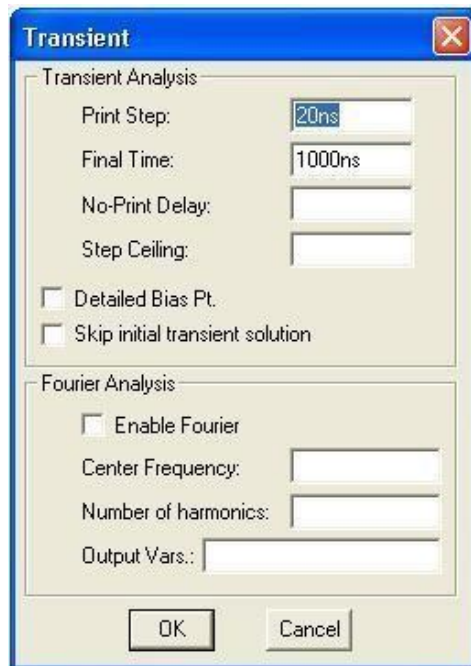 Transient
Transient Analysis
Print Step: 20ns
Final Time: 1000ns
No-Print Delay:
Step Ceiling:
Detailed Bias Pt.
Skip initial transient solution
Fourier Analysis
Enable Fourier
Center Frequency:
Number of harmonics:
Output Vars.:
OK Cancel